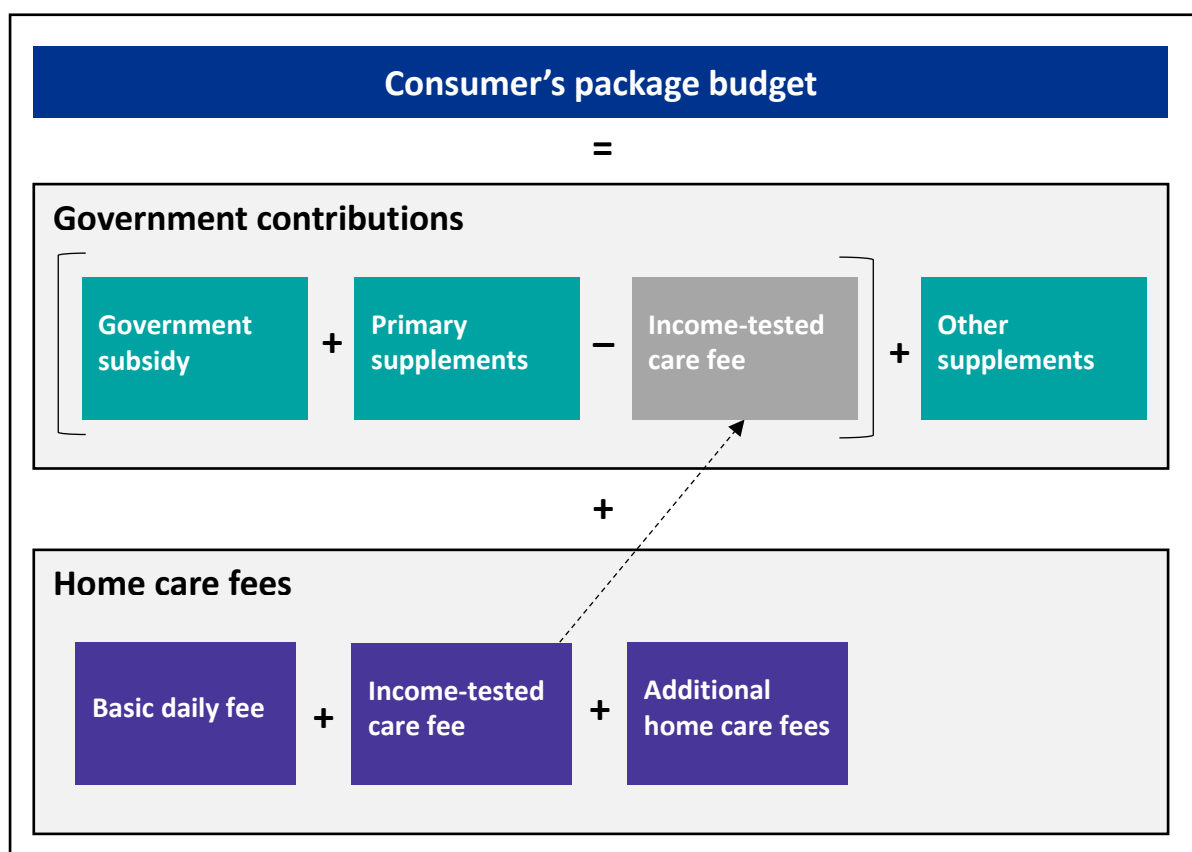 Consumer’s package budget
=
Government contributions
Government
subsidy
+
Primary
supplements
–
Income-tested
care fee
+
Other
supplements
+
Home care fees
Basic daily fee
+
Income-tested
care fee
+
Additional
home care fees